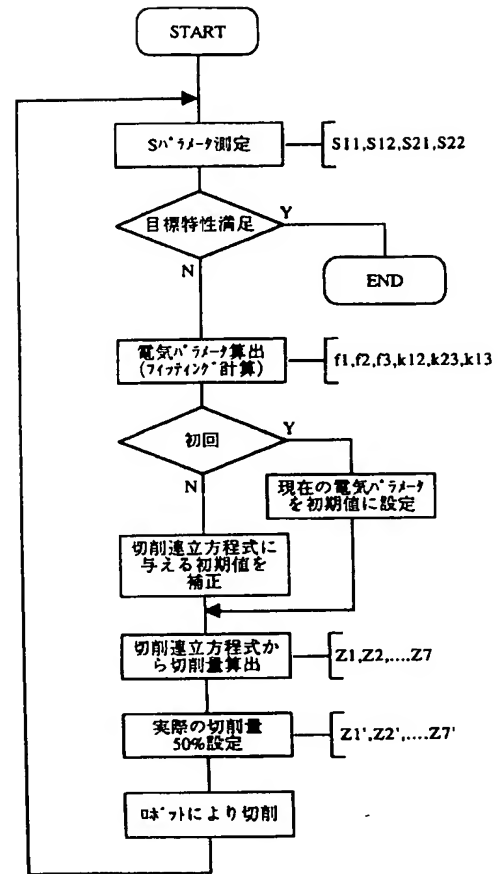 START
Sパラメータ測定
S11,S12,S21,S22
目標特性満足
Y
N
END
電気パラメータ算出
(フィッティング計算)
f1,f2,f3,k12,k23,k13
初回
Y
N
現在の電気パラメータ
を初期値に設定
切削連立方程式に
与える初期値を
補正
切削連立方程式か
ら切削量算出
Z1,Z2,....Z7
実際の切削量
50%設定
Z1',Z2',....Z7'
ロボットにより切削